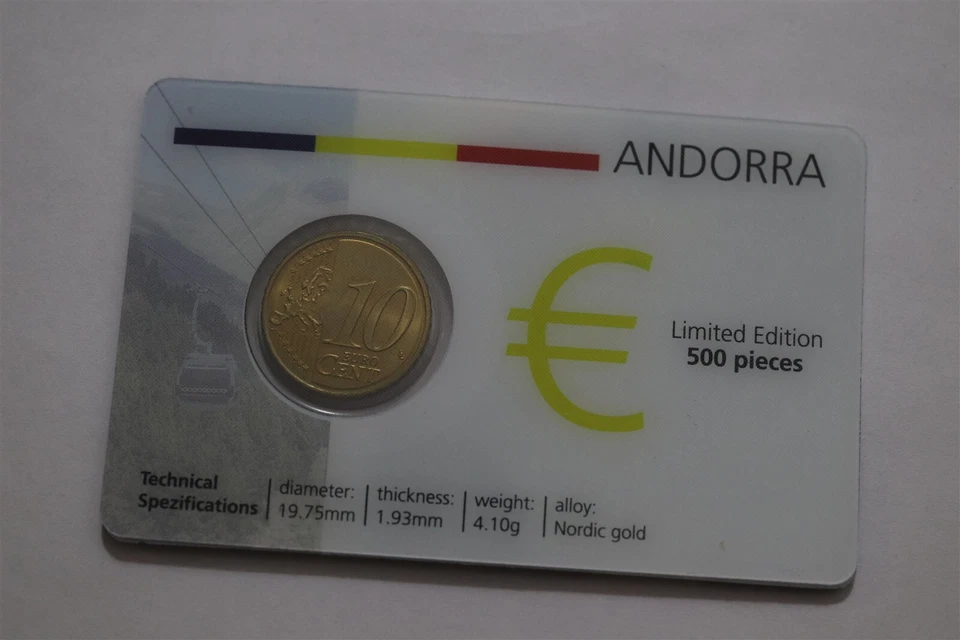 ANDORRA
10
EURO
CENT
€
Limited Edition
500 pieces
Technical
Spezifications
diameter:
19.75mm
thickness:
1.93mm
weight:
4.10g
alloy:
Nordic gold